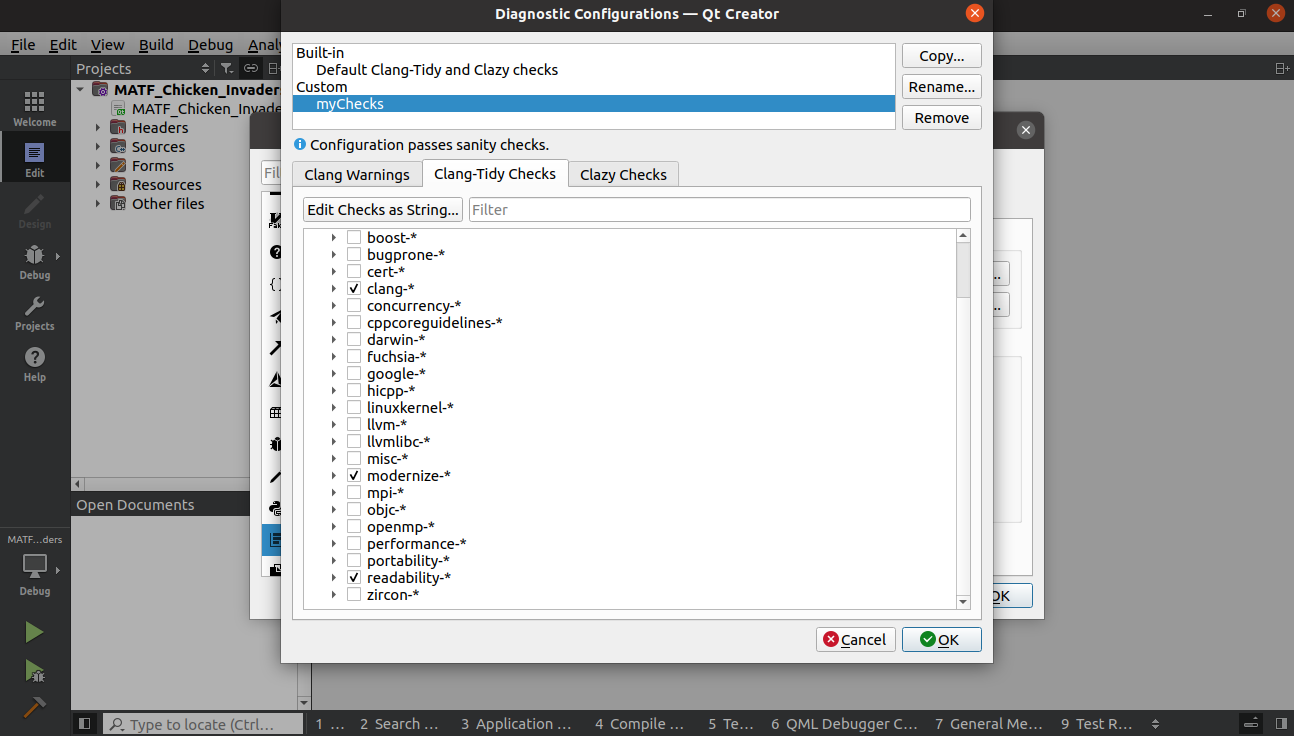 Diagnostic Configurations — Qt Creator
File Edit View Build Debug Analy
Projects
MATF_Chicken_Invaders
MATF_Chicken_Invade
Headers
Sources
Forms
Resources
Other files
Welcome
Edit
Design
Debug
Projects
Help
Open Documents
MATF...ders
Debug
Built-in
Default Clang-Tidy and Clazy checks
Custom
myChecks
Copy...
Rename...
Remove
Configuration passes sanity checks.
Clang Warnings
Clang-Tidy Checks
Clazy Checks
Edit Checks as String...
Filter
boost-*
bugprone-*
cert-*
clang-*
concurrency-*
cppcoreguidelines-*
darwin-*
fuchsia-*
google-*
hicpp-*
linuxkernel-*
llvm-*
llvmlibc-*
misc-*
modernize-*
mpi-*
objc-*
openmp-*
performance-*
portability-*
readability-*
zircon-*
Cancel
OK
Fil
..
..
OK
Type to locate (Ctrl...
1 ... 2 Search ... 3 Application ... 4 Compile ... 5 Te... 6 QML Debugger C... 7 General Me... 9 Test R...